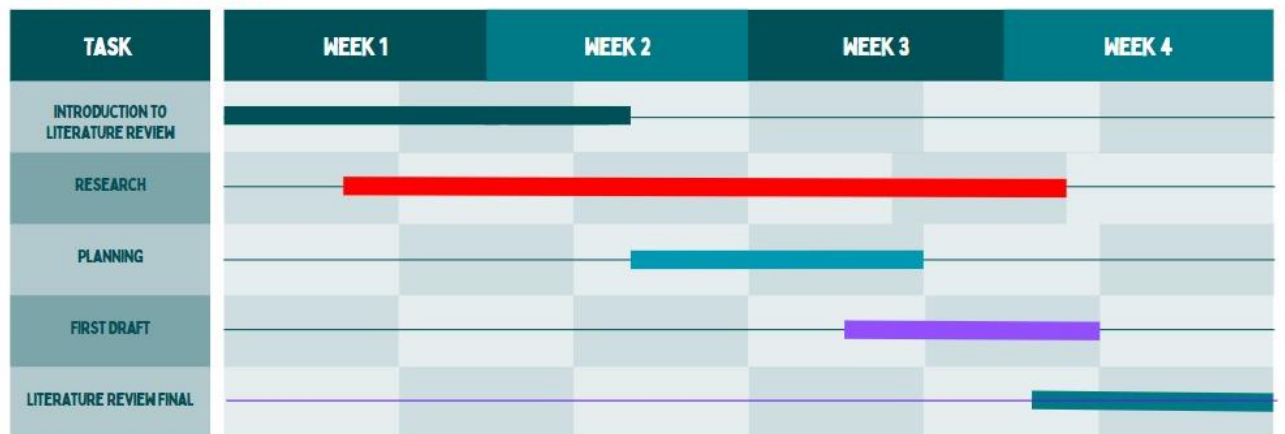 TASK
WEEK 1
WEEK 2
WEEK 3
WEEK 4
INTRODUCTION TO
LITERATURE REVIEW
RESEARCH
PLANNING
FIRST DRAFT
LITERATURE REVIEW FINAL